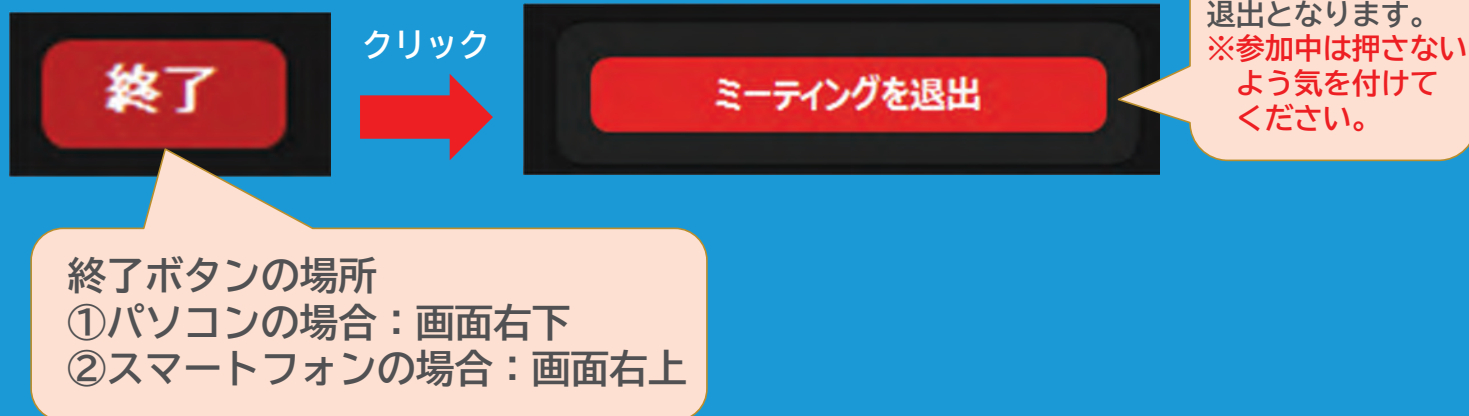 終了
クリック
ミーティングを退出
退出となります。
※参加中は押さない
よう気を付けて
ください。
終了ボタンの場所
①パソコンの場合：画面右下
②スマートフォンの場合：画面右上